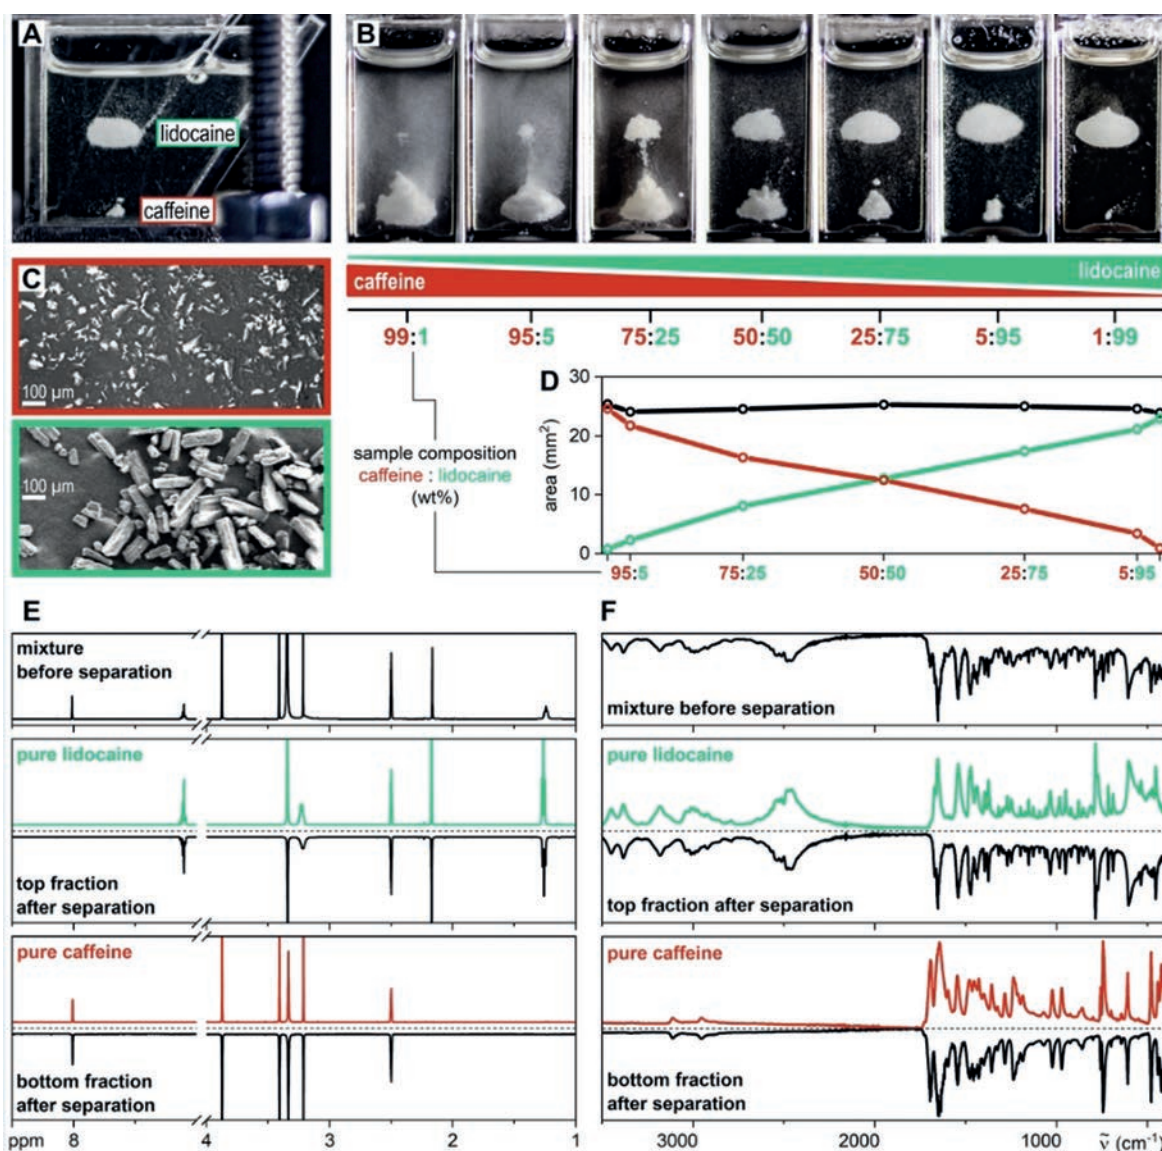 A
lidocaine
caffeine
B
C
100 µm
100 µm
caffeine
lidocaine
99:1
95:5
75:25
50:50
25:75
5:95
1:99
sample composition
caffeine : lidocaine
(wt%)
D
area (mm²)
30
20
10
0
95:5
75:25
50:50
25:75
5:95
E
mixture
before separation
pure lidocaine
top fraction
after separation
pure caffeine
bottom fraction
after separation
ppm
8
4
3
2
1
F
mixture before separation
pure lidocaine
top fraction after separation
pure caffeine
bottom fraction
after separation
3000
2000
1000
ν̃ (cm⁻¹)